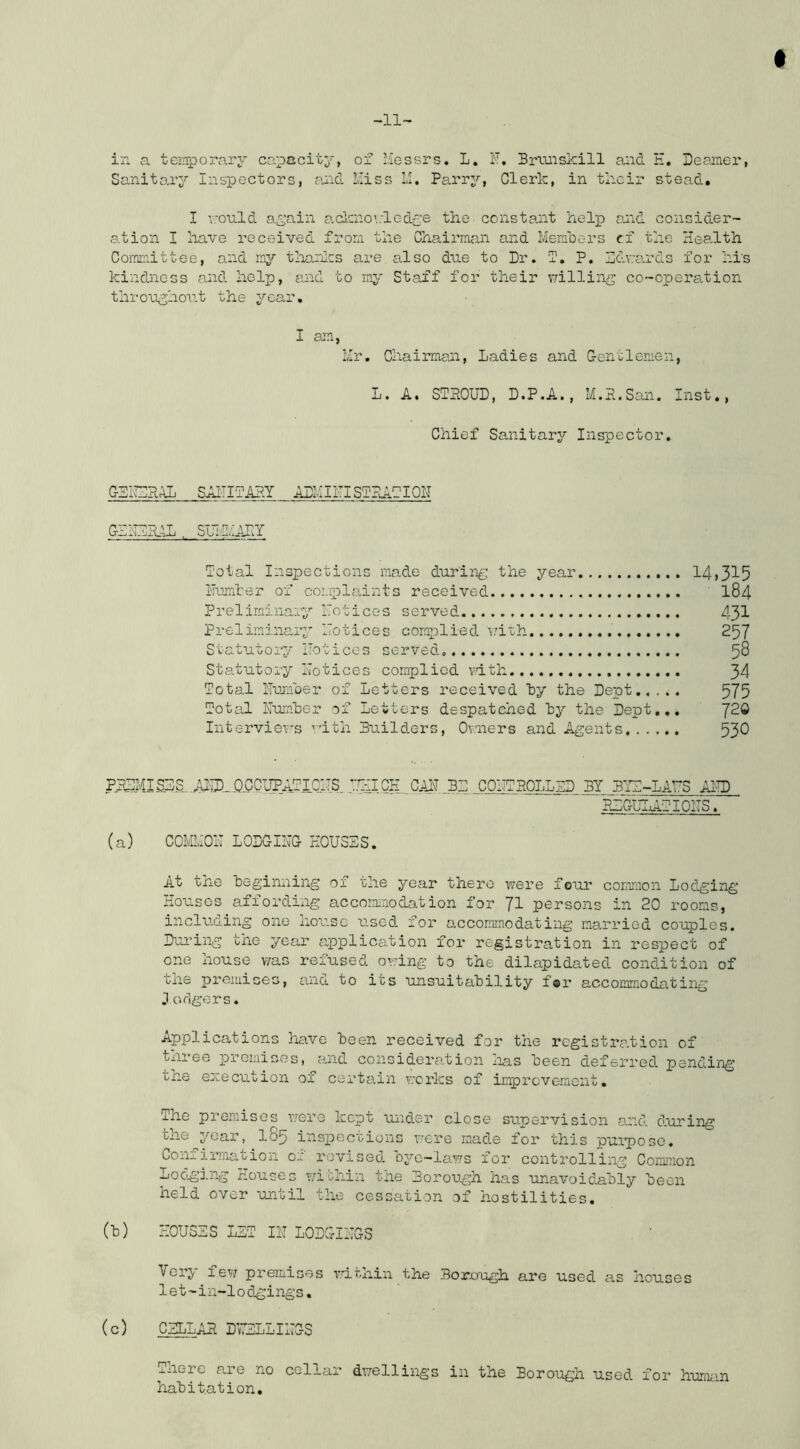 -11-
in a temporary capacity, of Messrs. L. N. Brunskill and H. Deamer,
Sanitary Inspectors, and Miss M. Parry, Clerk, in their stead.
I would again acknowledge the constant help and consider-
ation I have received from the Chairman and Members of the Health
Committee, and my thanks are also due to Dr. T. P. Edwards for his
kindness and help, and to my Staff for their willing co-operation
throughout the year.
I am,
Mr. Chairman, Ladies and Gentlemen,
L. A. STROUD, D.P.A., M.R.San. Inst.,
Chief Sanitary Inspector.
GENERAL SANITARY ADMINISTRATION
GENERAL SUMMARY
Total Inspections made during the year........... 14,315
Number of complaints received................... 184
Preliminary Notices served...................... 431
Preliminary Notices complied with............... 257
Statutory Notices served........................ 58
Statutory Notices complied with................. 34
Total Number of Letters received by the Dept..... 575
Total Number of Letters despatched by the Dept... 720
Interviews with Builders, Owners and Agents...... 530
PREMISES AND OCCUPATIONS WHICH CAN BE CONTROLLED BY BYE-LAWS AND
REGULATIONS.
(a) COMMON LODGING HOUSES.
At the beginning of the year there were four common Lodging
Houses affording accommodation for 71 persons in 20 rooms,
including one house used for accommodating married couples.
During the year application for registration in respect of
one house was refused owing to the dilapidated condition of
the premises, and to its unsuitability for accommodating
lodgers.
Applications have been received for the registration of
three premises, and consideration has been deferred pending
the execution of certain works of improvement.
The premises were kept under close supervision and during
the year, 185 inspections were made for this purpose.
Confirmation of revised bye-laws for controlling Common
Lodging Houses within the Borough has unavoidably been
held over until the cessation of hostilities.
(b) HOUSES LET IN LODGINGS
Very few premises within the Borough are used as houses
let-in-lodgings.
(c) CELLAR DWELLINGS
There are no cellar dwellings in the Borough used for human
habitation.